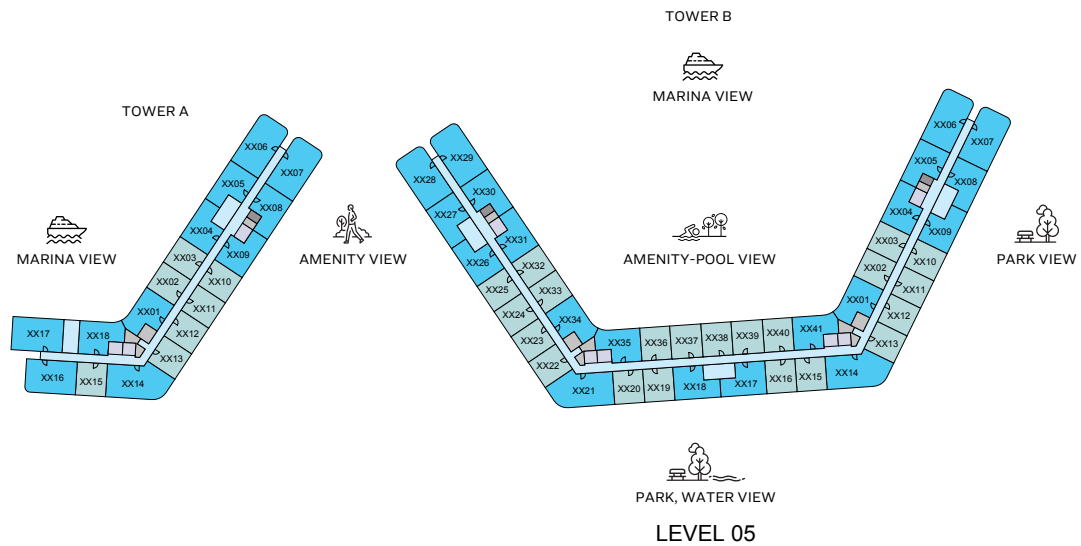 TOWER B
MARINA VIEW
TOWER A
XX06
XX07
XX05
XX08
XX04
XX09
XX03
XX10
XX02
XX11
XX01
XX12
XX13
XX17
XX18
XX16
XX15
XX14
MARINA VIEW
AMENITY VIEW
XX29
XX28
XX30
XX27
XX31
XX26
XX32
XX25
XX33
XX24
XX34
XX23
XX22
XX35
XX36
XX37
XX38
XX39
XX40
XX41
XX21
XX20
XX19
XX18
XX17
XX16
XX15
XX14
AMENITY-POOL VIEW
XX06
XX07
XX05
XX08
XX04
XX09
XX03
XX10
XX02
XX11
XX01
XX12
XX13
PARK VIEW
PARK, WATER VIEW
LEVEL 05